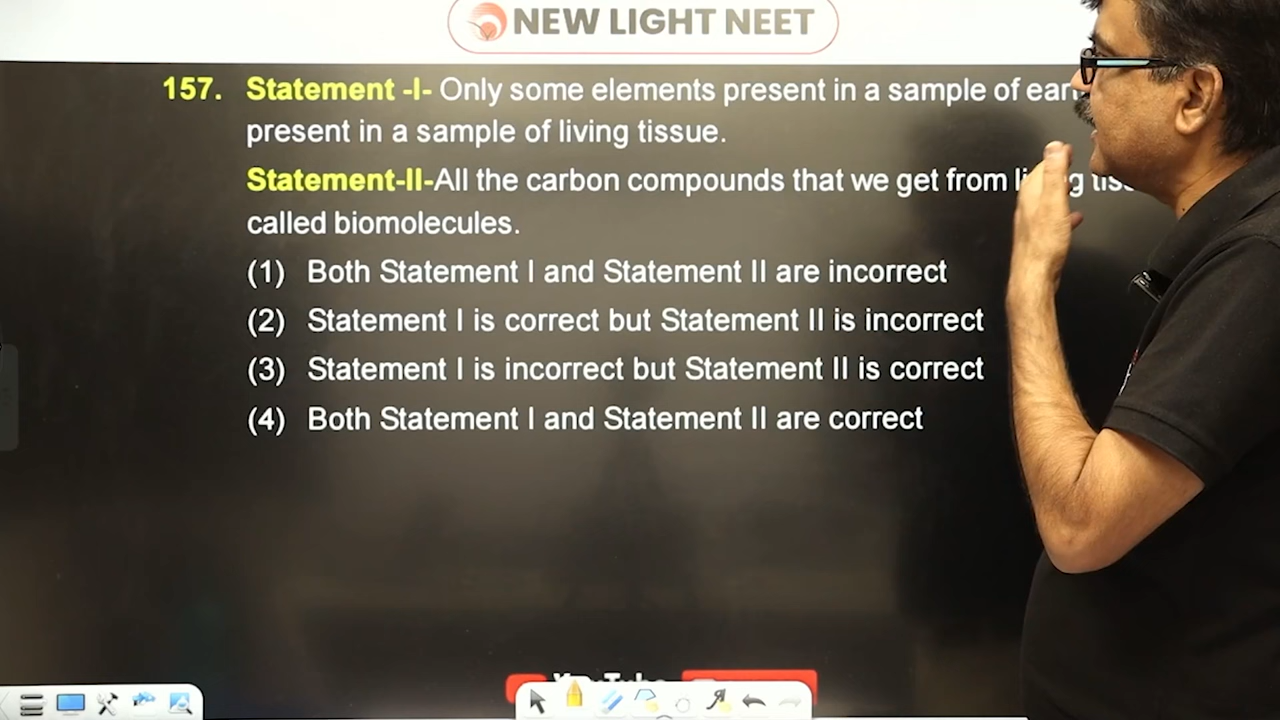 NEW LIGHT NEET
157. Statement -I- Only some elements present in a sample of
present in a sample of living tissue.
Statement-II-All the carbon compounds that we get from
called biomolecules.
(1) Both Statement I and Statement II are incorrect
(2) Statement I is correct but Statement II is incorrect
(3) Statement I is incorrect but Statement II is correct
(4) Both Statement I and Statement II are correct